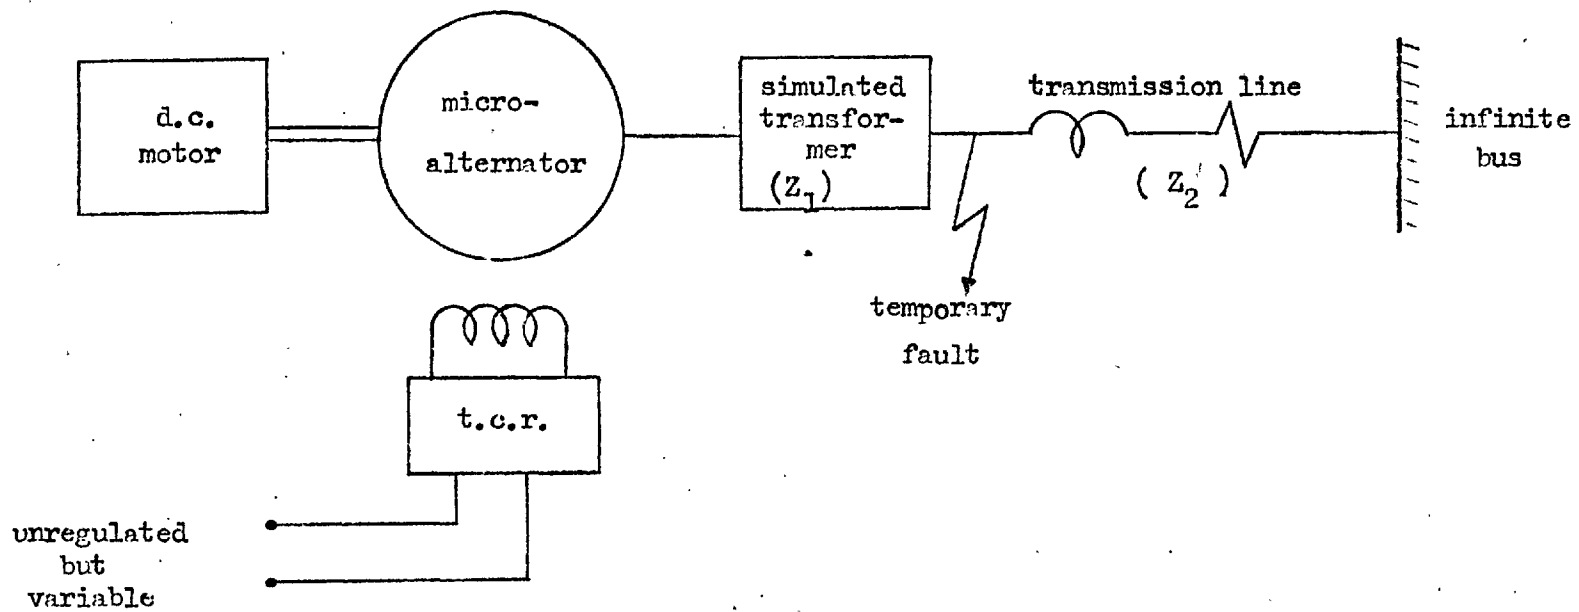 d.c.
motor
micro-
alternator
simulated
transfor-
mer
(Z1)
transmission line
( Z2 )
infinite
bus
temporary
fault
t.c.r.
unregulated
but
variable